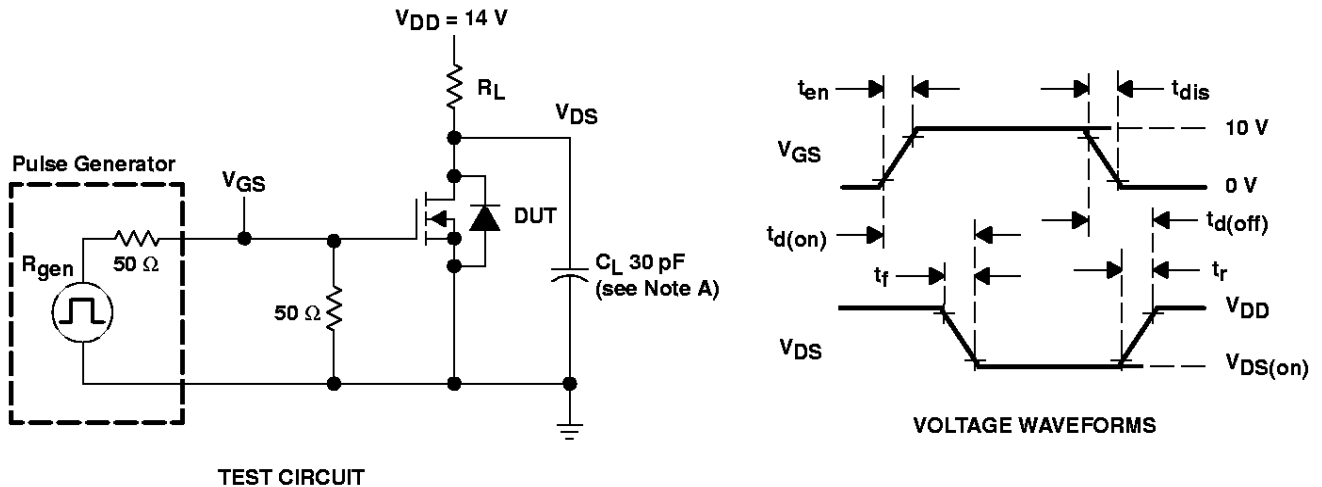 VDD = 14 V
RL
VDS
Pulse Generator
VGS
Rgen
50 Ω
50 Ω
DUT
CL 30 pF
(see Note A)
TEST CIRCUIT
ten
tdis
10 V
VGS
0 V
td(on)
td(off)
tf
tr
VDD
VDS
VDS(on)
VOLTAGE WAVEFORMS